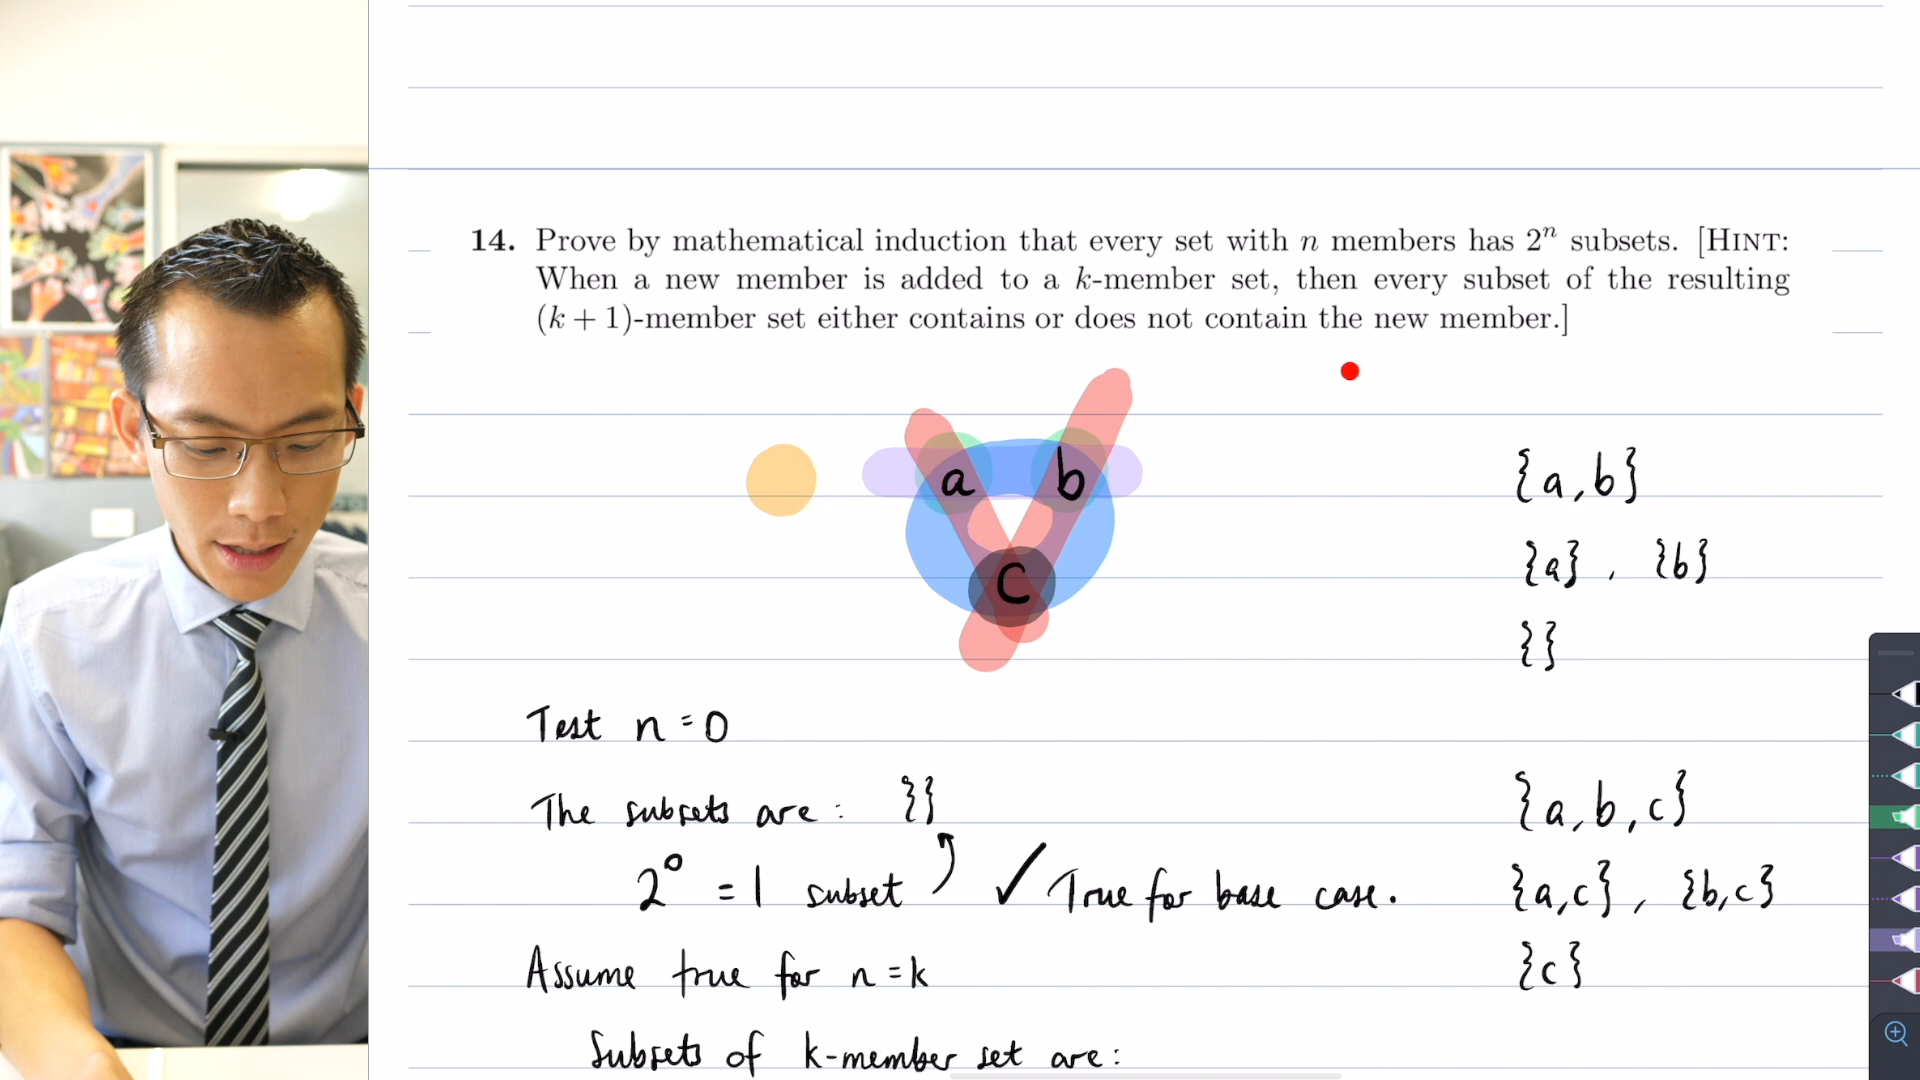 14. Prove by mathematical induction that every set with n members has 2ⁿ subsets. [HINT:
When a new member is added to a k-member set, then every subset of the resulting
(k + 1)-member set either contains or does not contain the new member.]
a b
c
{a,b}
{a} , {b}
{}
Test n = 0
The subsets are : {}
2⁰ = 1 subset ✓ True for base case.
Assume true for n = k
Subsets of k-member set are :
{a,b,c}
{a,c} , {b,c}
{c}